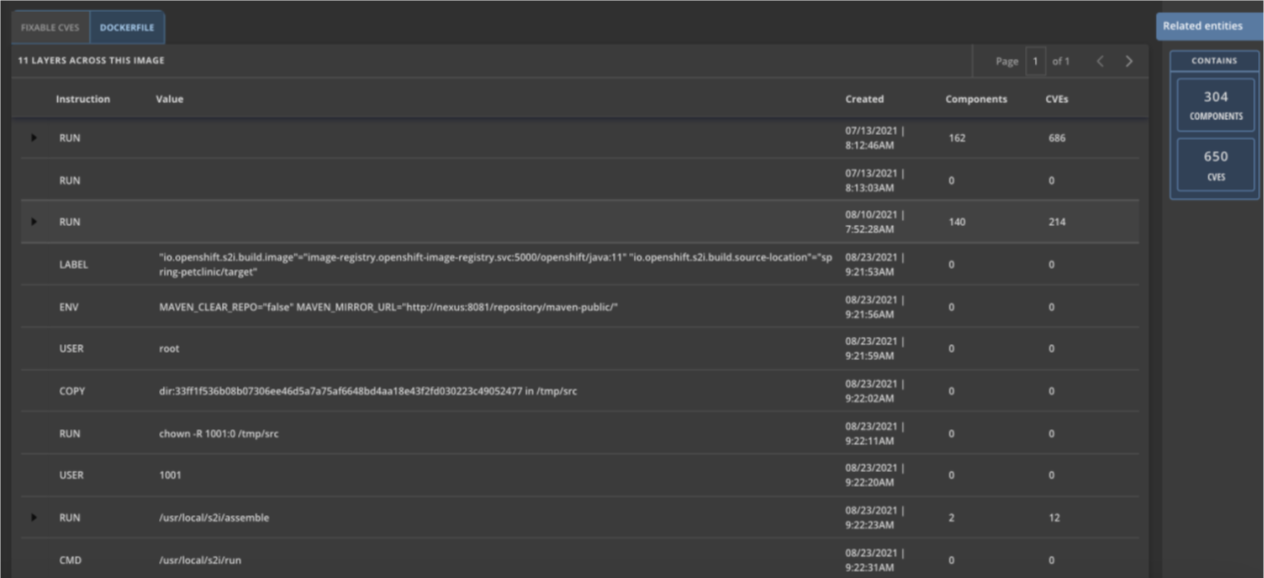 FIXABLE CVES DOCKERFILE Related entities
11 LAYERS ACROSS THIS IMAGE Page 1 of 1
CONTAINS
304
COMPONENTS
650
CVES
Instruction Value Created Components CVEs
RUN 07/13/2021 | 8:12:46AM 162 686
RUN 07/13/2021 | 8:13:03AM 0 0
RUN 08/10/2021 | 7:52:28AM 140 214
LABEL "io.openshift.s2i.build.image"="image-registry.openshift-image-registry.svc:5000/openshift/java:11" "io.openshift.s2i.build.source-location"="sp
ring-petclinic/target" 08/23/2021 | 9:21:53AM 0 0
ENV MAVEN_CLEAR_REPO="false" MAVEN_MIRROR_URL="http://nexus:8081/repository/maven-public/" 08/23/2021 | 9:21:56AM 0 0
USER root 08/23/2021 | 9:21:59AM 0 0
COPY dir:33ff1f536b08b07306ee46d5a7a75af6648bd4aa18e43f2fd030223c49052477 in /tmp/src 08/23/2021 | 9:22:02AM 0 0
RUN chown -R 1001:0 /tmp/src 08/23/2021 | 9:22:11AM 0 0
USER 1001 08/23/2021 | 9:22:20AM 0 0
RUN /usr/local/s2i/assemble 08/23/2021 | 9:22:23AM 2 12
CMD /usr/local/s2i/run 08/23/2021 | 9:22:31AM 0 0